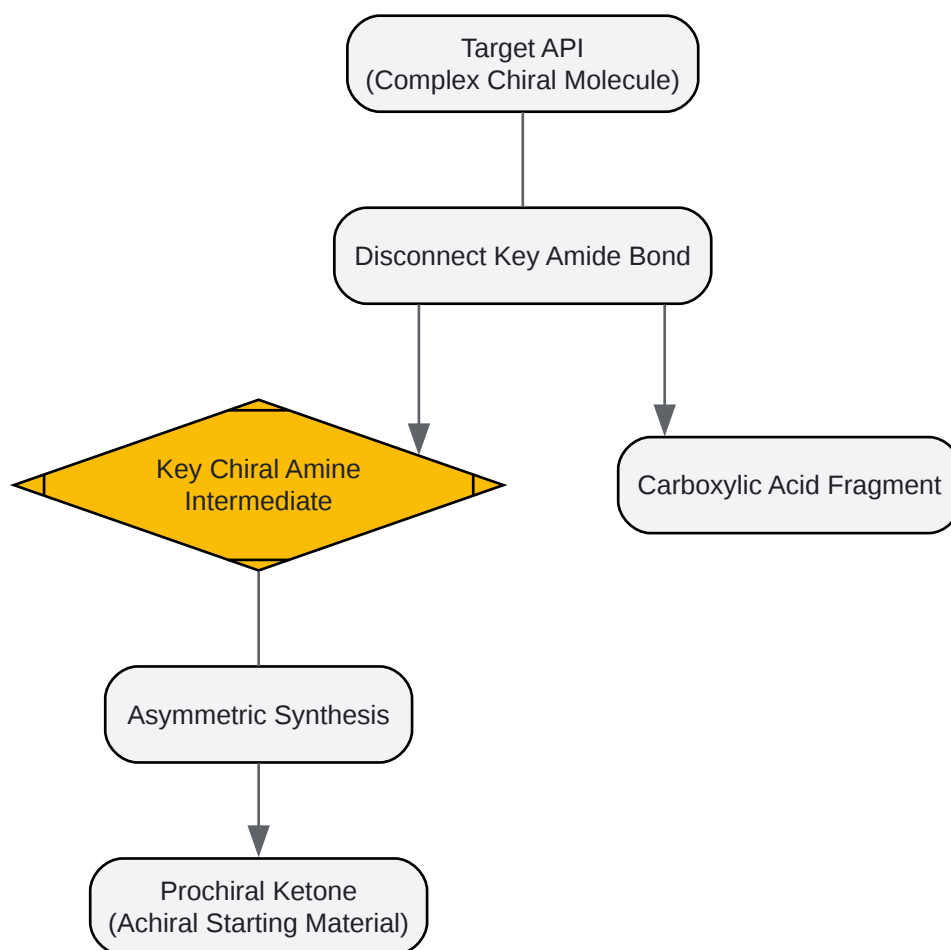 Target API
(Complex Chiral Molecule)
Disconnect Key Amide Bond
Key Chiral Amine
Intermediate
Carboxylic Acid Fragment
Asymmetric Synthesis
Prochiral Ketone
(Achiral Starting Material)